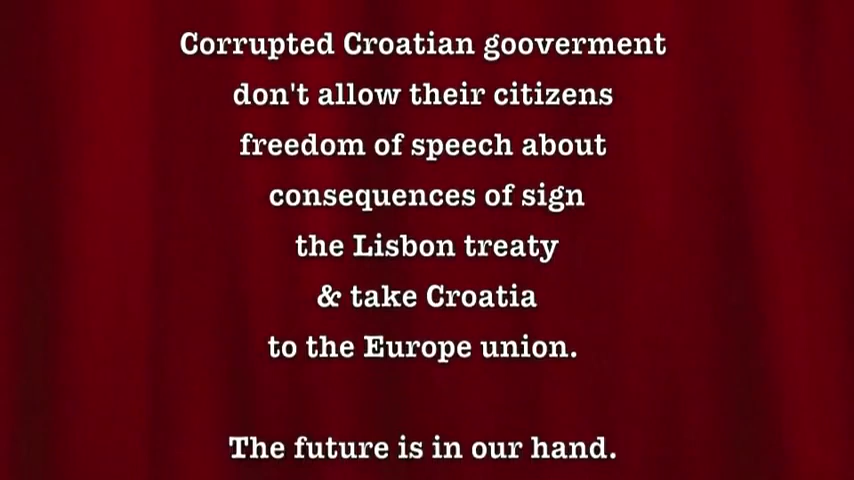 Corrupted Croatian gooverment
don't allow their citizens
freedom of speech about
consequences of sign
the Lisbon treaty
& take Croatia
to the Europe union.
The future is in our hand.